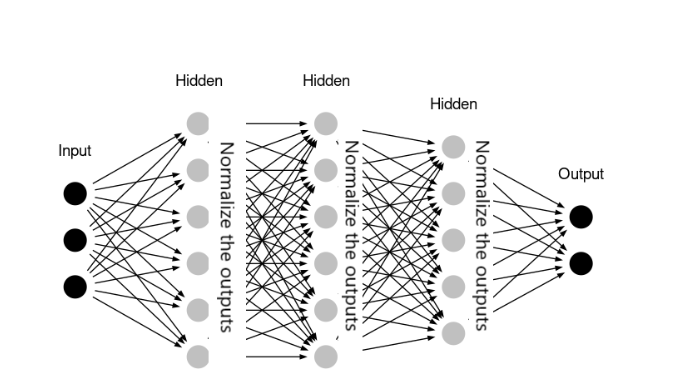 Hidden
Hidden
Hidden
Input
Output
Normalize the outputs
Normalize the outputs
Normalize the outputs